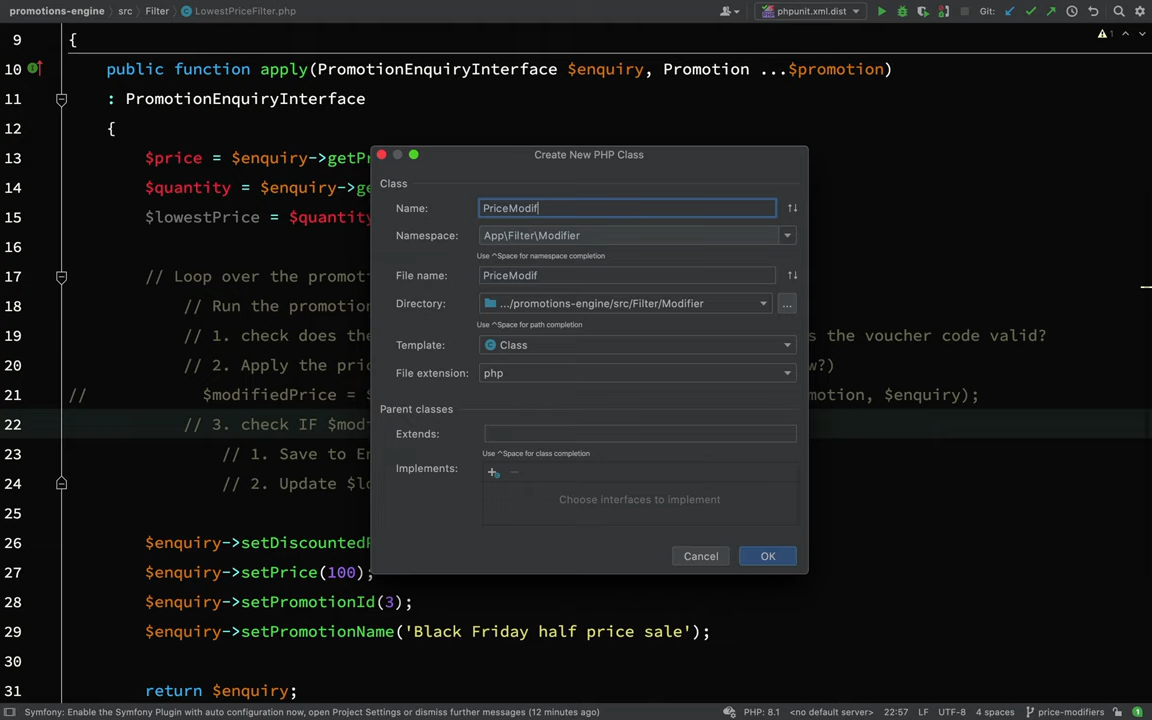 promotions-engine src Filter LowestPriceFilter.php phpunit.xml.dist Git:
9 {
1
10 public function apply(PromotionEnquiryInterface $enquiry, Promotion ...$promotion)
11 : PromotionEnquiryInterface
12 {
13 $price = $enquiry->getPr
14 $quantity = $enquiry->ge
15 $lowestPrice = $quantity
16
17 // Loop over the promoti
18 // Run the promotion
19 // 1. check does the s the voucher code valid?
20 // 2. Apply the pric w?)
21 // $modifiedPrice = motion, $enquiry);
22 // 3. check IF $modi
23 // 1. Save to En
24 // 2. Update $lo
25
26 $enquiry->setDiscountedP
27 $enquiry->setPrice(100);
28 $enquiry->setPromotionId(3);
29 $enquiry->setPromotionName('Black Friday half price sale');
30
31 return $enquiry;
Create New PHP Class
Class
Name: PriceModif
Namespace: App\Filter\Modifier
Use ^Space for namespace completion
File name: PriceModif
Directory: .../promotions-engine/src/Filter/Modifier ...
Use ^Space for path completion
Template: C Class
File extension: php
Parent classes
Extends:
Use ^Space for class completion
Implements:
Choose interfaces to implement
Cancel OK
Symfony: Enable the Symfony Plugin with auto configuration now, open Project Settings or dismiss further messages (12 minutes ago) PHP: 8.1 <no default server> 22:57 LF UTF-8 4 spaces price-modifiers 1